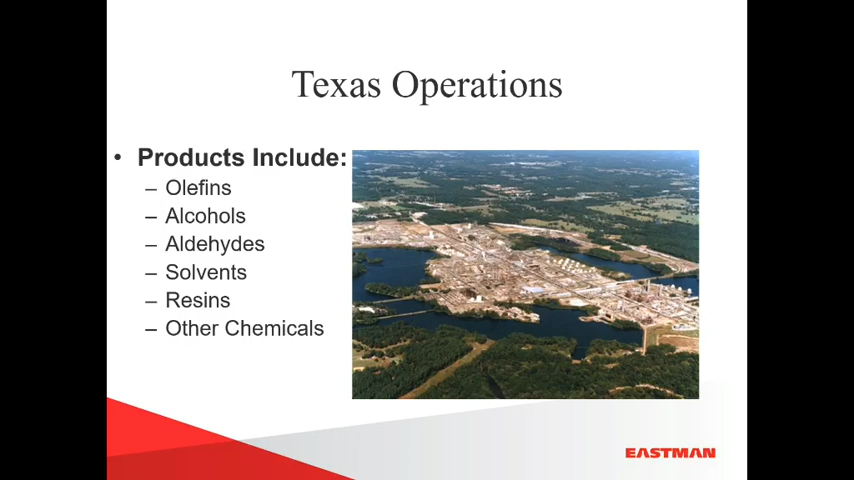 Texas Operations
• Products Include:
– Olefins
– Alcohols
– Aldehydes
– Solvents
– Resins
– Other Chemicals
EASTMAN